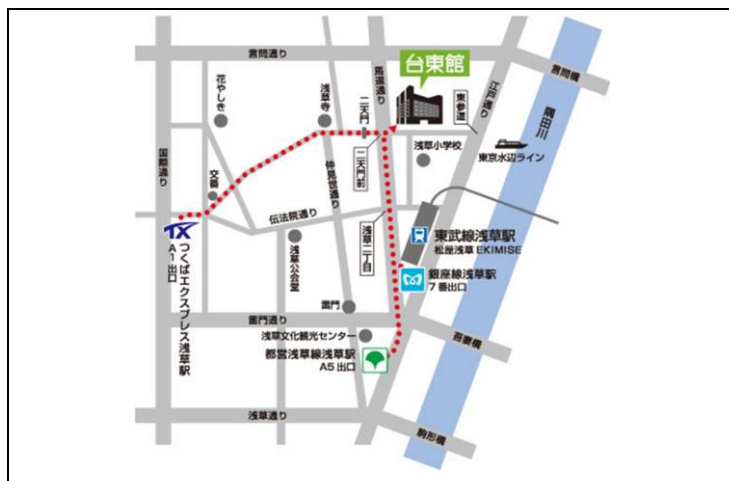 言問通り
台東館
花やしき
浅草寺
二天門
馬道通り
江戸通り
東参道
言問橋
隅田川
浅草小学校
東京水辺ライン
国際通り
交番
仲見世通り
二天門前
伝法院通り
浅草二丁目
TX
つくばエクスプレス浅草駅
A1出口
浅草公会堂
東武線浅草駅
松屋浅草 EKIMISE
銀座線浅草駅
7番出口
雷門
雷門通り
浅草文化観光センター
都営浅草線浅草駅
A5出口
吾妻橋
浅草通り
駒形橋